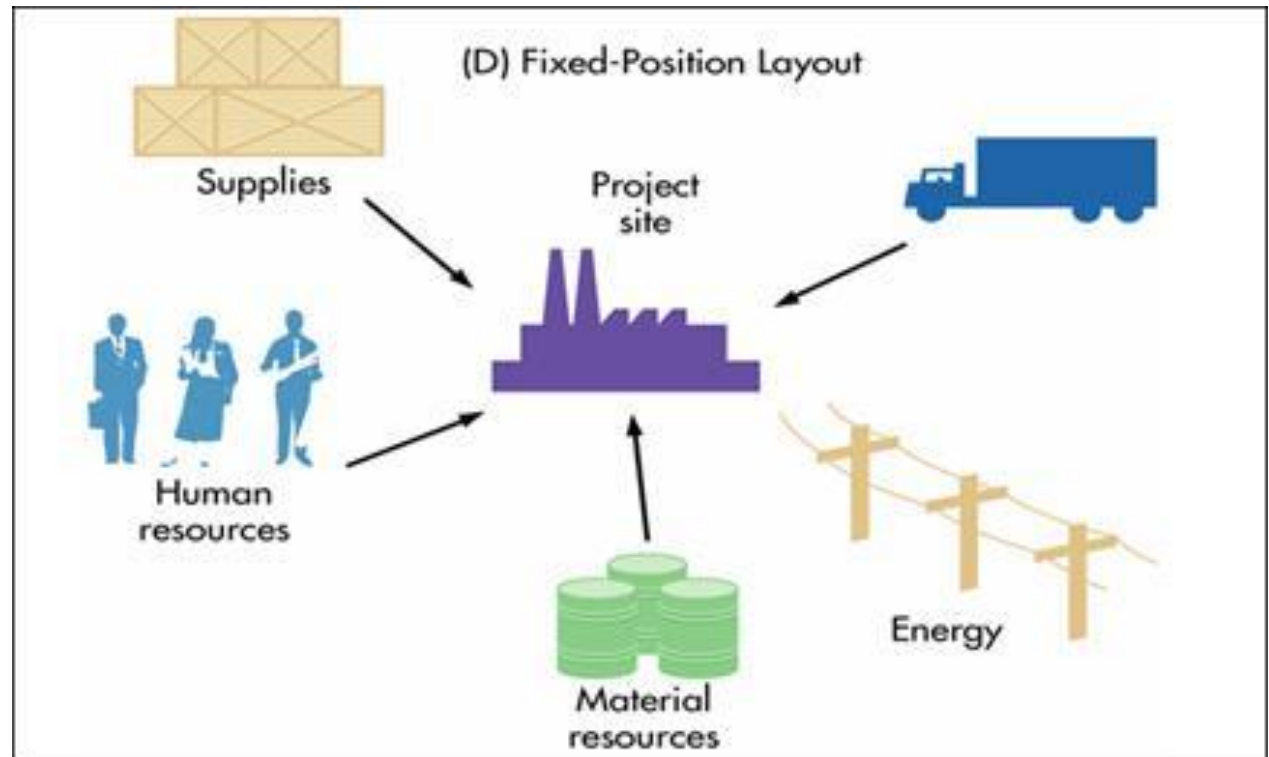 (D) Fixed-Position Layout
Supplies
Project
site
Human
resources
Energy
Material
resources